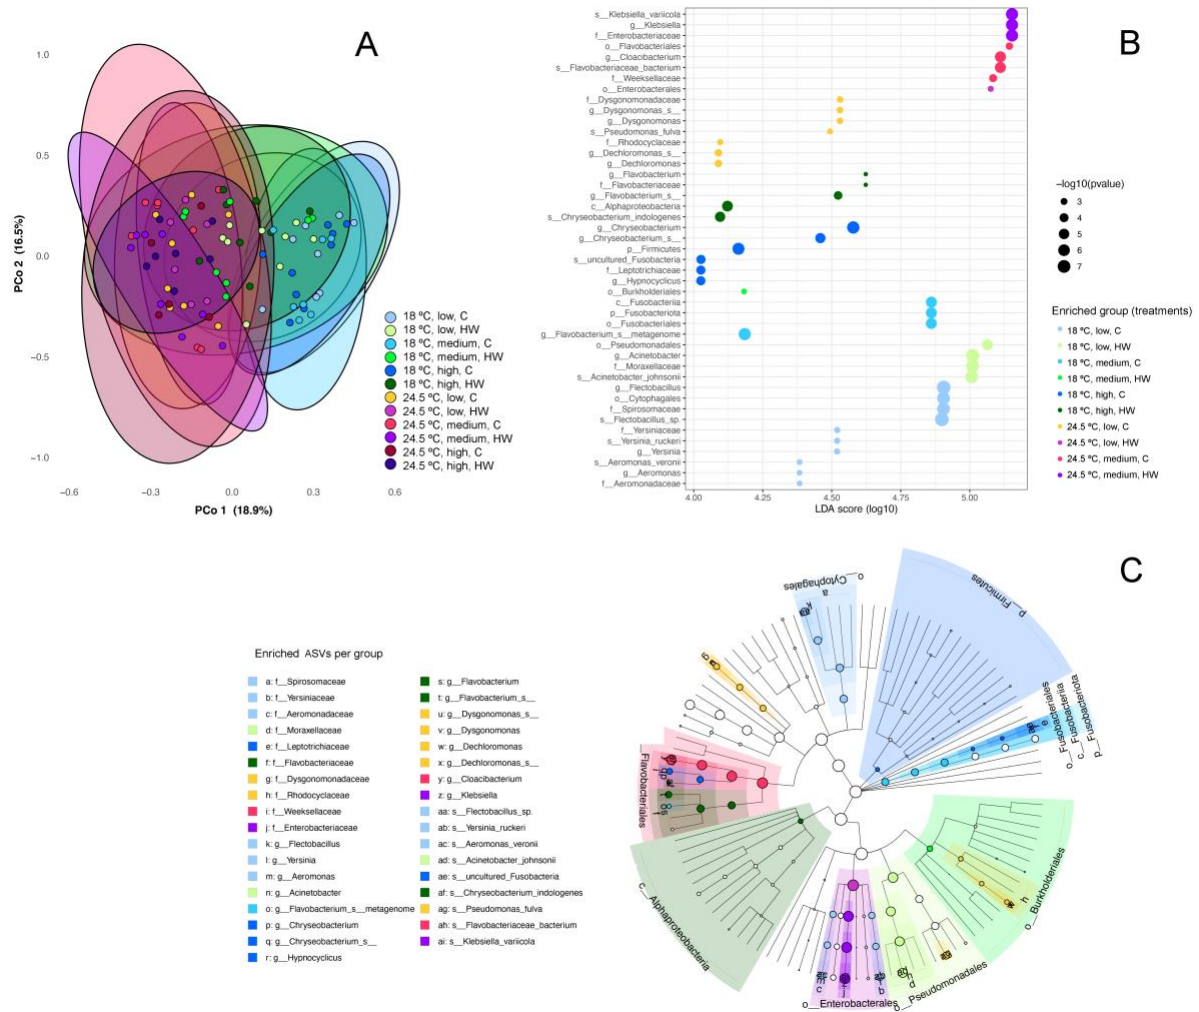 A
1.0
0.5
0.0
−0.5
−1.0
PCo 2 (16.5%)
−0.6
−0.3
0.0
0.3
0.6
PCo 1 (18.9%)
18 ºC, low, C
18 ºC, low, HW
18 ºC, medium, C
18 ºC, medium, HW
18 ºC, high, C
18 ºC, high, HW
24.5 ºC, low, C
24.5 ºC, low, HW
24.5 ºC, medium, C
24.5 ºC, medium, HW
24.5 ºC, high, C
24.5 ºC, high, HW
B
s__Klebsiella_variicola
g__Klebsiella
f__Enterobacteriaceae
o__Flavobacteriales
g__Cloacibacterium
s__Flavobacteriaceae_bacterium
f__Weeksellaceae
o__Enterobacterales
f__Dysgonomonadaceae
g__Dysgonomonas_s__
g__Dysgonomonas
s__Pseudomonas_fulva
f__Rhodocyclaceae
g__Dechloromonas_s__
g__Dechloromonas
g__Flavobacterium
f__Flavobacteriaceae
g__Flavobacterium_s__
c__Alphaproteobacteria
s__Chryseobacterium_indologenes
g__Chryseobacterium
g__Chryseobacterium_s__
p__Firmicutes
s__uncultured_Fusobacteria
f__Leptotrichiaceae
g__Hypnocyclicus
o__Burkholderiales
c__Fusobacteriia
p__Fusobacteriota
o__Fusobacteriales
g__Flavobacterium_s__metagenome
o__Pseudomonadales
g__Acinetobacter
f__Moraxellaceae
s__Acinetobacter_johnsonii
g__Flectobacillus
o__Cytophagales
f__Spirosomaceae
s__Flectobacillus_sp.
f__Yersiniaceae
s__Yersinia_ruckeri
g__Yersinia
s__Aeromonas_veronii
g__Aeromonas
f__Aeromonadaceae
4.00
4.25
4.50
4.75
5.00
LDA score (log10)
−log10(pvalue)
3
4
5
6
7
Enriched group (treatments)
18 ºC, low, C
18 ºC, low, HW
18 ºC, medium, C
18 ºC, medium, HW
18 ºC, high, C
18 ºC, high, HW
24.5 ºC, low, C
24.5 ºC, low, HW
24.5 ºC, medium, C
24.5 ºC, medium, HW
C
Enriched ASVs per group
a: f__Spirosomaceae
b: f__Yersiniaceae
c: f__Aeromonadaceae
d: f__Moraxellaceae
e: f__Leptotrichiaceae
f: f__Flavobacteriaceae
g: f__Dysgonomonadaceae
h: f__Rhodocyclaceae
i: f__Weeksellaceae
j: f__Enterobacteriaceae
k: g__Flectobacillus
l: g__Yersinia
m: g__Aeromonas
n: g__Acinetobacter
o: g__Flavobacterium_s__metagenome
p: g__Chryseobacterium
q: g__Chryseobacterium_s__
r: g__Hypnocyclicus
s: g__Flavobacterium
t: g__Flavobacterium_s__
u: g__Dysgonomonas_s__
v: g__Dysgonomonas
w: g__Dechloromonas
x: g__Dechloromonas_s__
y: g__Cloacibacterium
z: g__Klebsiella
aa: s__Flectobacillus_sp.
ab: s__Yersinia_ruckeri
ac: s__Aeromonas_veronii
ad: s__Acinetobacter_johnsonii
ae: s__uncultured_Fusobacteria
af: s__Chryseobacterium_indologenes
ag: s__Pseudomonas_fulva
ah: s__Flavobacteriaceae_bacterium
ai: s__Klebsiella_variicola
o__Cytophagales
a
p__Firmicutes
o__Fusobacteriales
c__Fusobacteriia
p__Fusobacteriota
e
Flavobacteriales
c__Alphaproteobacteria
o__Enterobacterales
c
j
b
o__Pseudomonadales
d
o__Burkholderiales
h